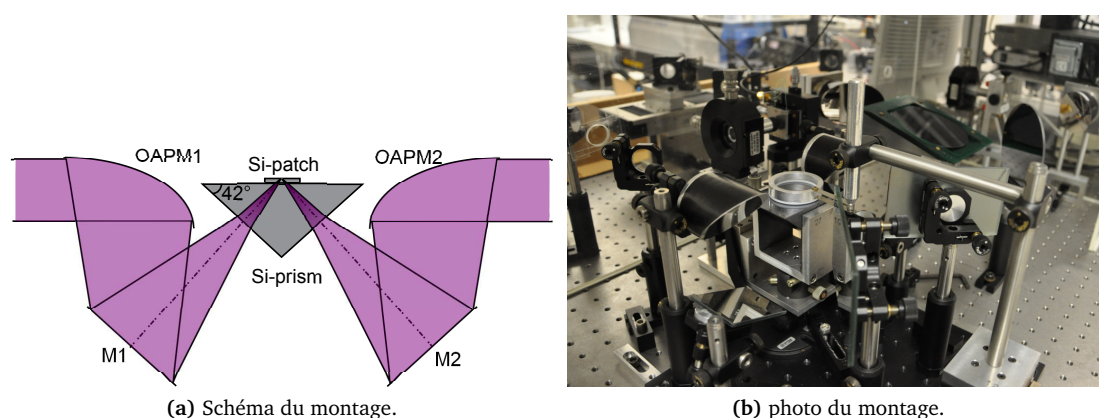 OAPM1
OAPM2
Si-patch
42°
Si-prism
M1
M2
(a) Schéma du montage.
(b) photo du montage.